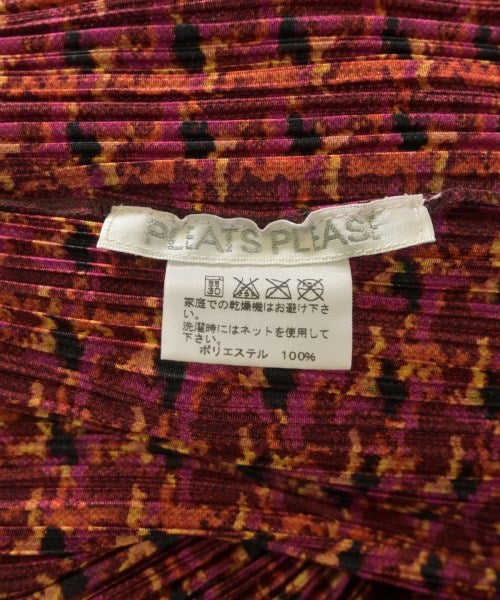 PLEATS PLEASE
家庭での乾燥機はお避け下
さい。
洗濯時にはネットを使用して
下さい。
ポリエステル 100%